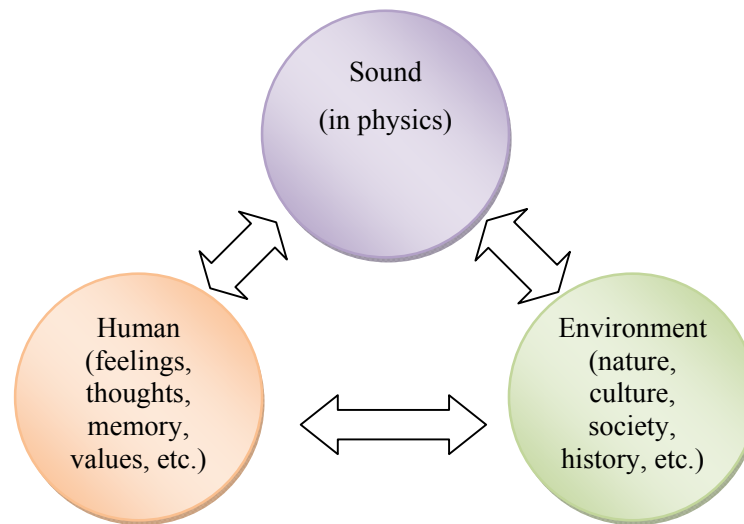 Sound
(in physics)
Human
(feelings,
thoughts,
memory,
values, etc.)
Environment
(nature,
culture,
society,
history, etc.)